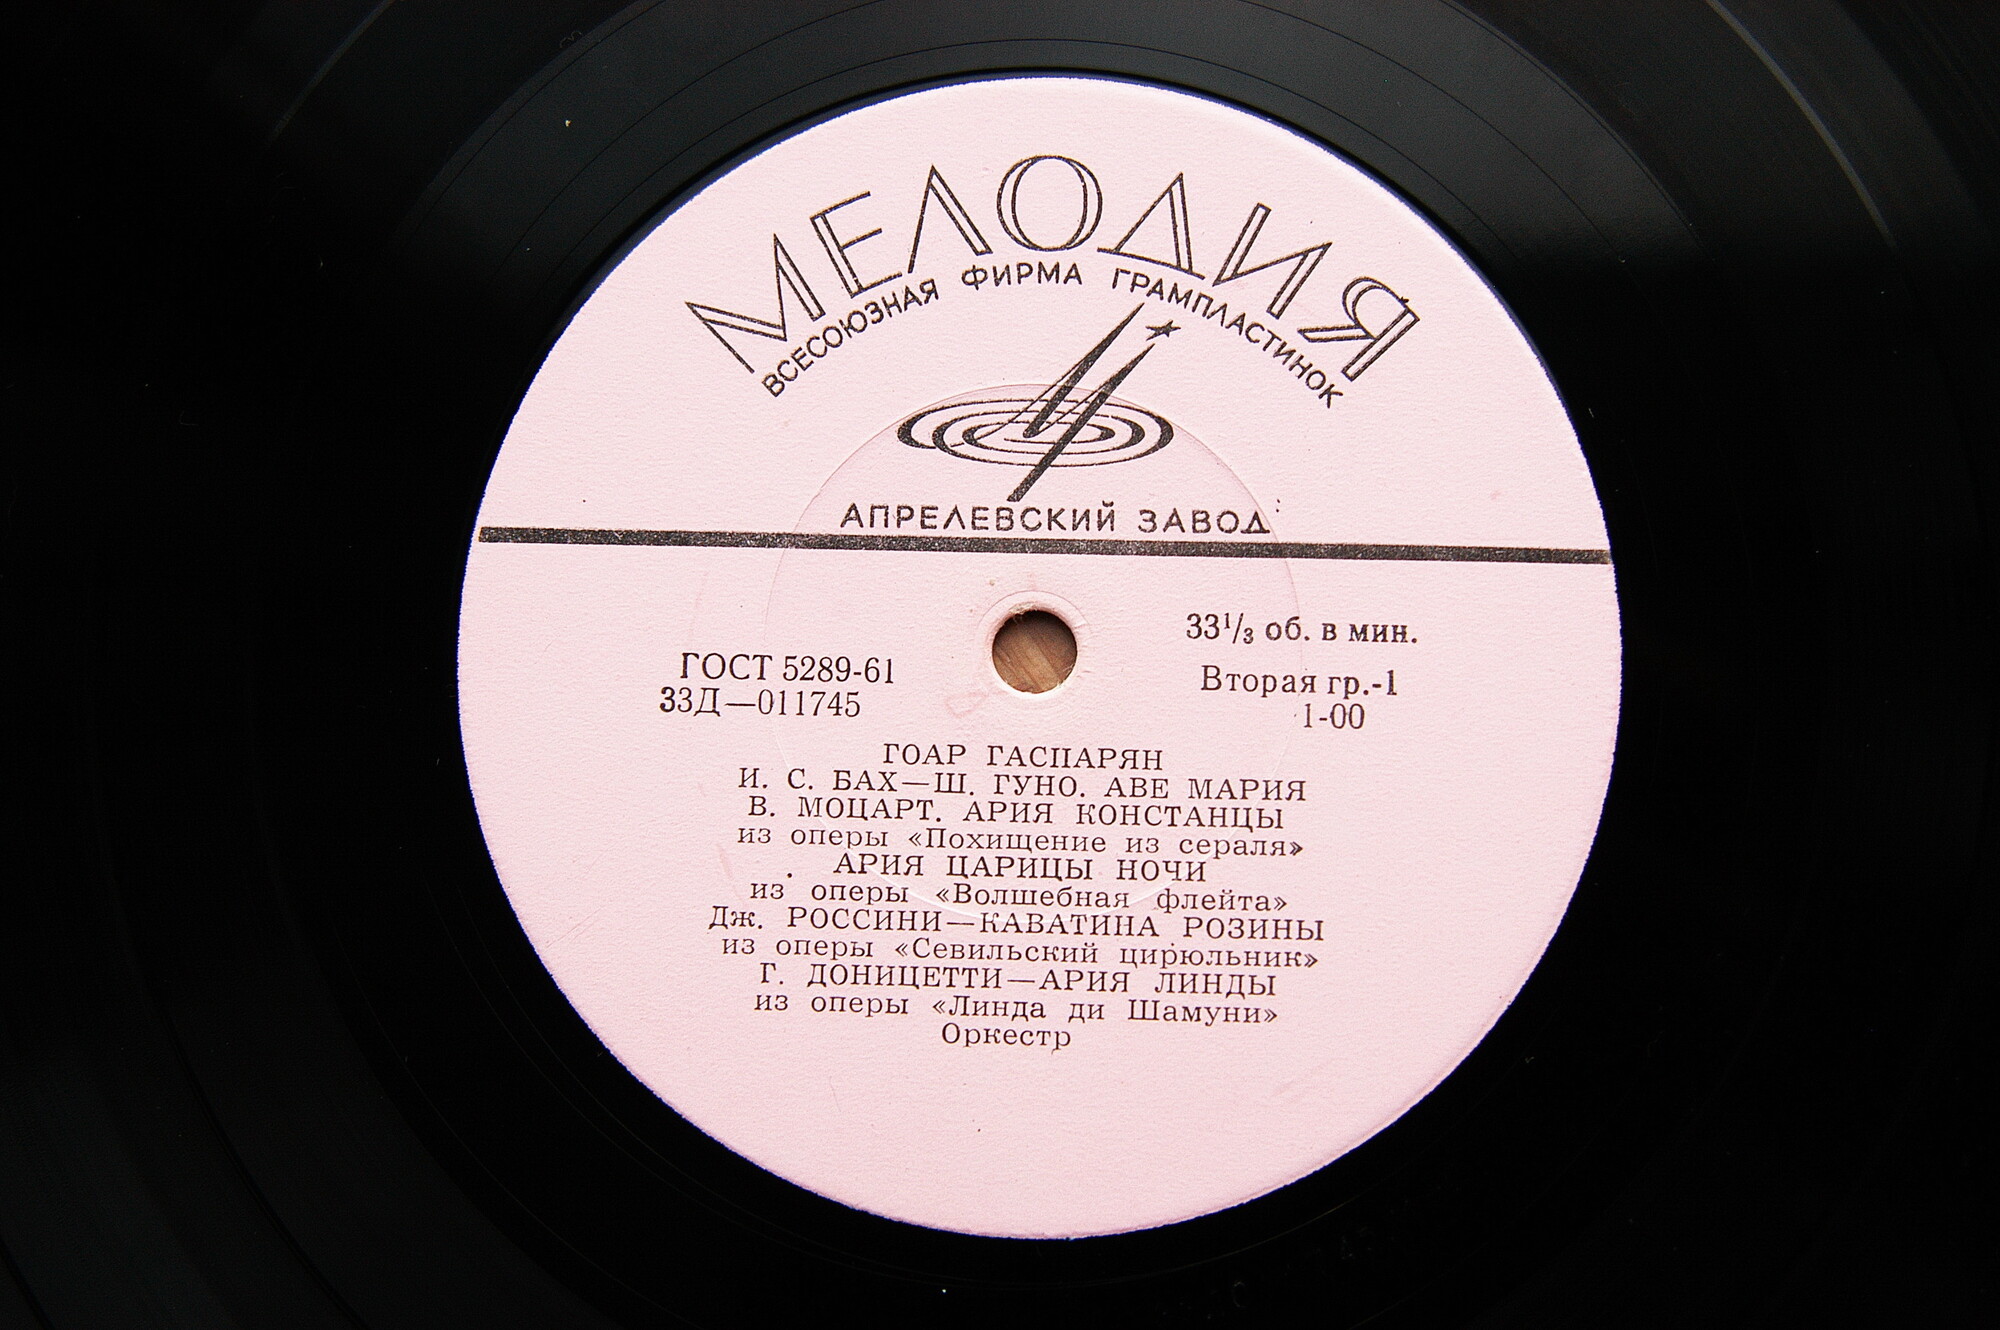 МЕЛОДИЯ
ВСЕСОЮЗНАЯ ФИРМА ГРАМПЛАСТИНОК
АПРЕЛЕВСКИЙ ЗАВОД
33⅓ об. в мин.
ГОСТ 5289-61
Вторая гр.-1
33Д—011745
1-00
ГОАР ГАСПАРЯН
И. С. БАХ—Ш. ГУНО. АВЕ МАРИЯ
В. МОЦАРТ. АРИЯ КОНСТАНЦЫ
из оперы «Похищение из сераля»
АРИЯ ЦАРИЦЫ НОЧИ
из оперы «Волшебная флейта»
Дж. РОССИНИ—КАВАТИНА РОЗИНЫ
из оперы «Севильский цирюльник»
Г. ДОНИЦЕТТИ—АРИЯ ЛИНДЫ
из оперы «Линда ди Шамуни»
Оркестр